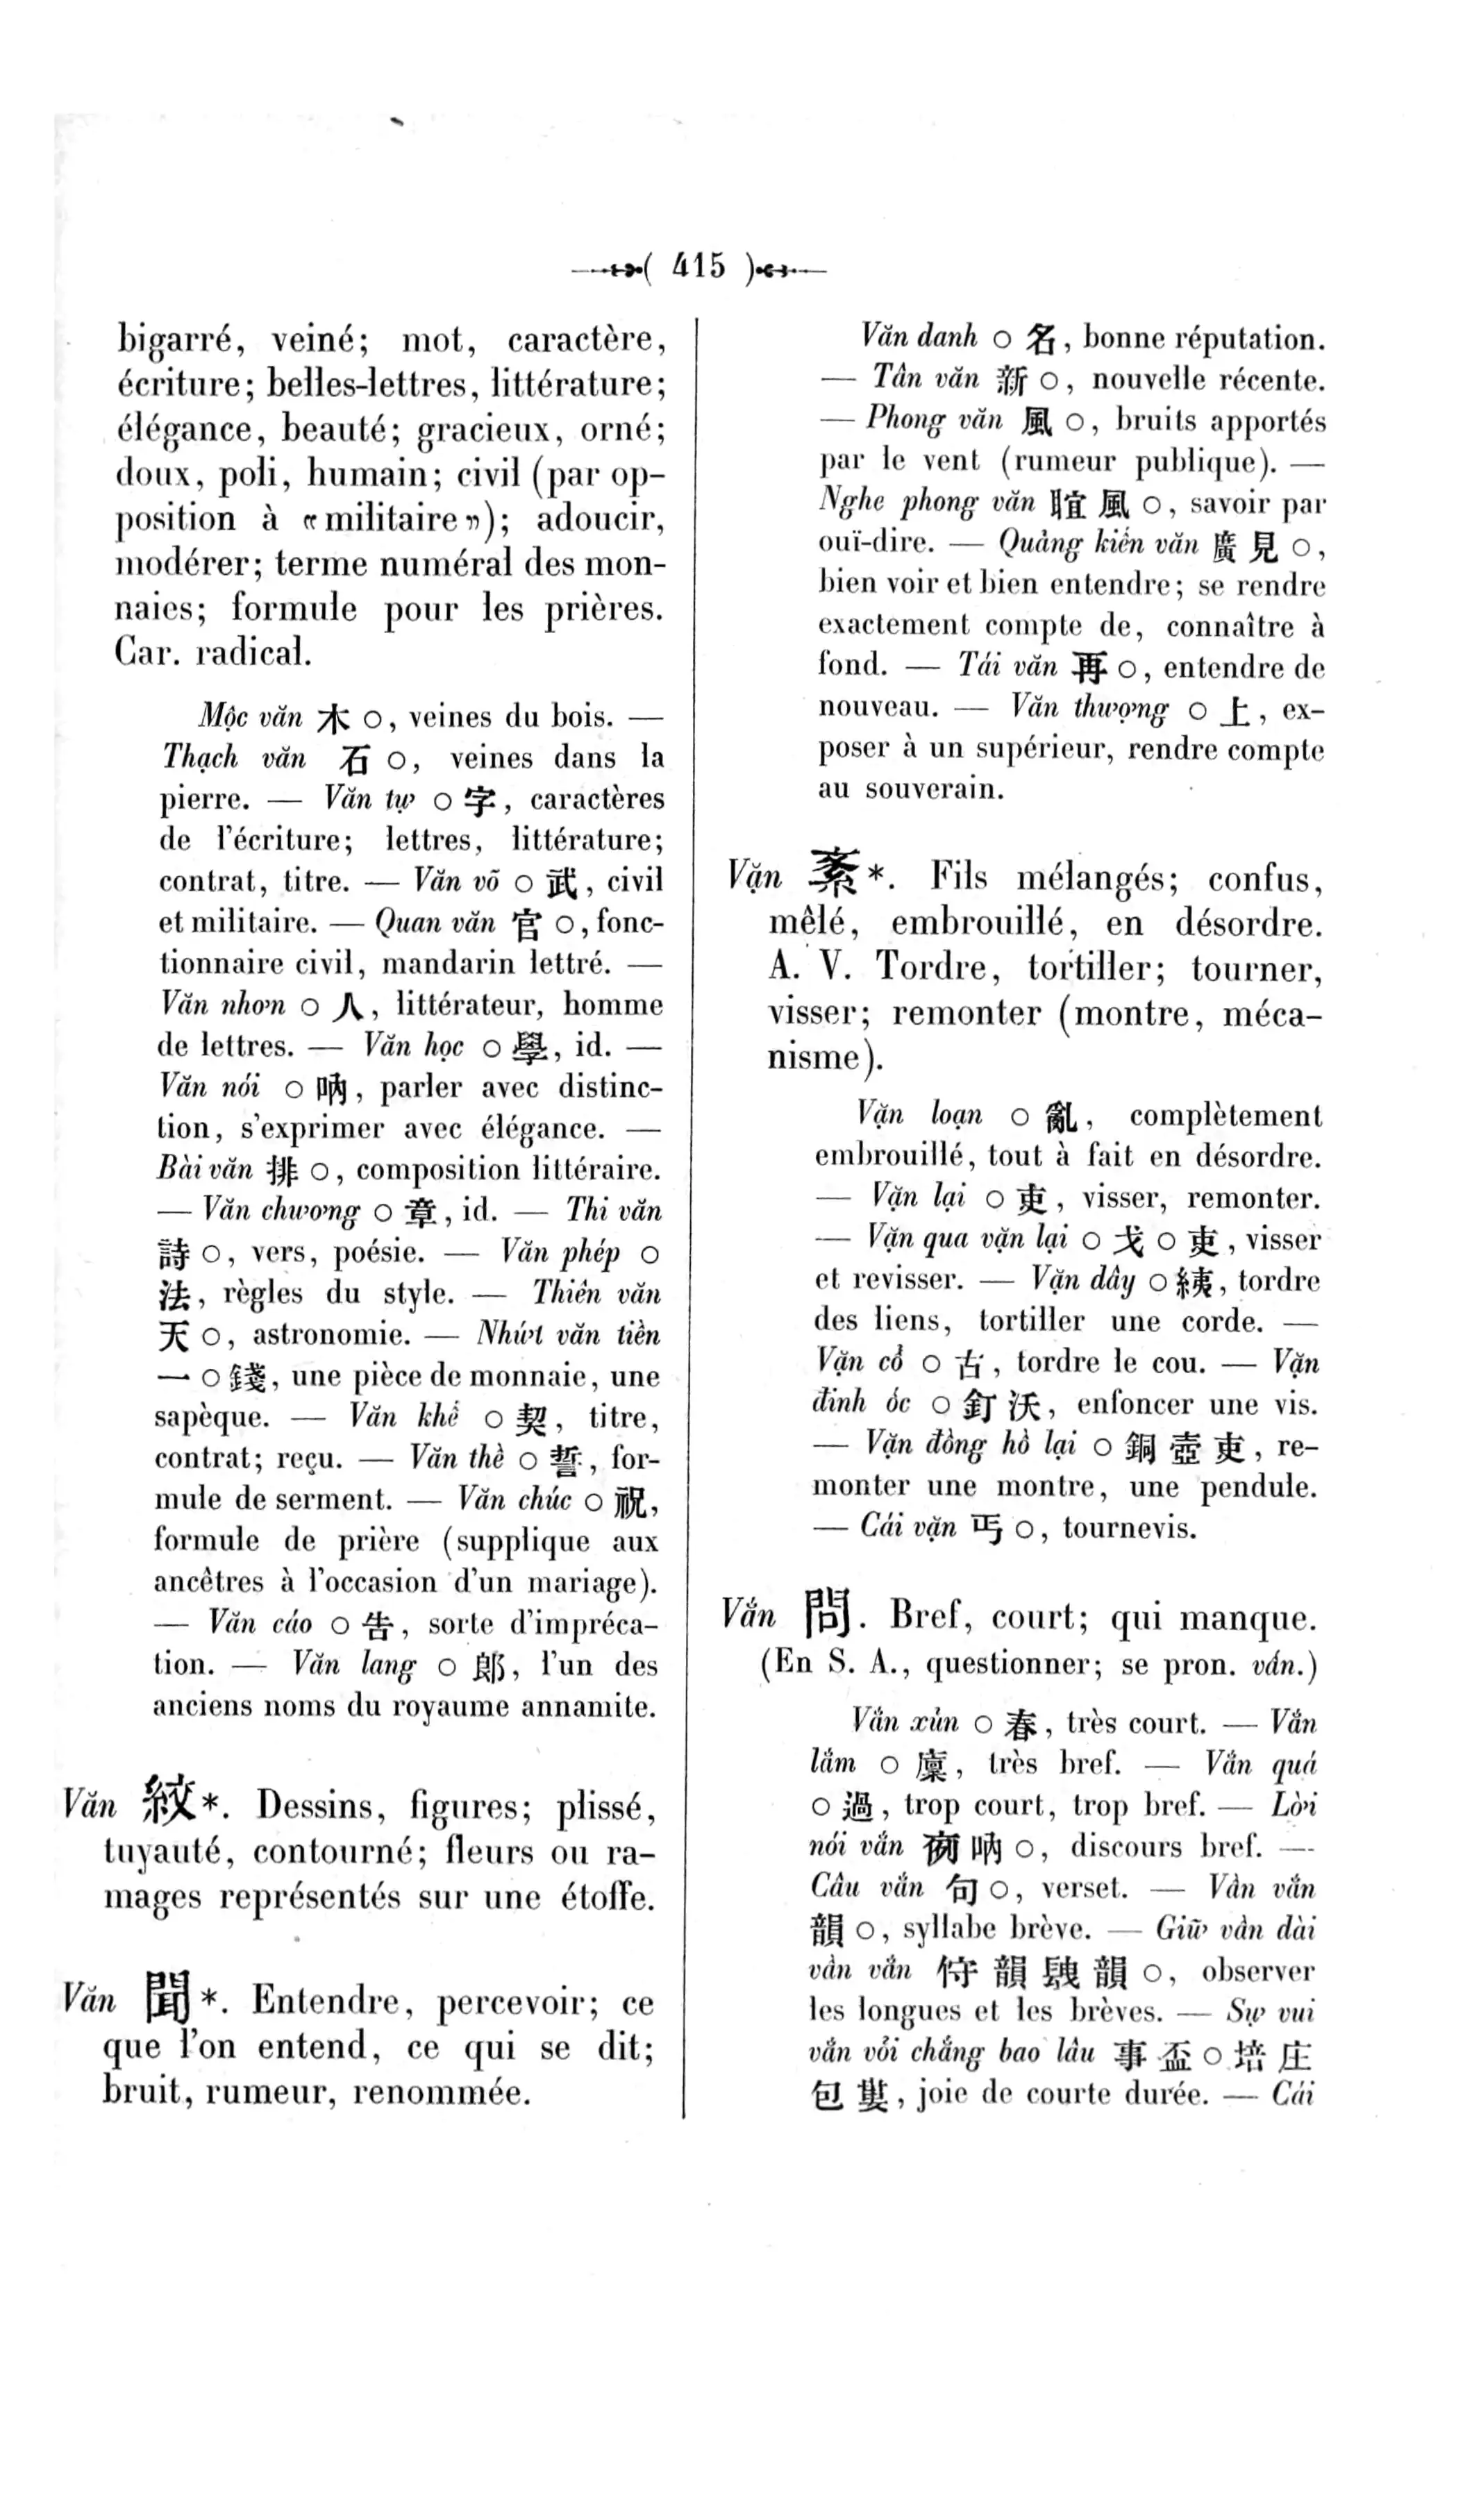 ( 415 )
bigarré, veiné; mot, caractère,
écriture; belles-lettres, littérature;
élégance, beauté; gracieux, orné;
doux, poli, humain; civil (par op-
position à «militaire»); adoucir,
modérer; terme numéral des mon-
naies; formule pour les prières.
Car. radical.
Mộc văn 木 ○, veines du bois. —
Thạch văn 石 ○, veines dans la
pierre. — Văn tự ○ 字, caractères
de l'écriture; lettres, littérature;
contrat, titre. — Văn võ ○ 武, civil
et militaire. — Quan văn 官 ○, fonc-
tionnaire civil, mandarin lettré. —
Văn nhơn ○ 人, littérateur, homme
de lettres. — Văn học ○ 學, id. —
Văn nói ○ 吶, parler avec distinc-
tion, s'exprimer avec élégance. —
Bài văn 排 ○, composition littéraire.
— Văn chương ○ 章, id. — Thi văn
詩 ○, vers, poésie. — Văn phép ○
法, règles du style. — Thiên văn
天 ○, astronomie. — Nhứt văn tiền
一 ○ 錢, une pièce de monnaie, une
sapèque. — Văn khế ○ 契, titre,
contrat; reçu. — Văn thề ○ 誓, for-
mule de serment. — Văn chúc ○ 祝,
formule de prière (supplique aux
ancêtres à l'occasion d'un mariage).
— Văn cáo ○ 告, sorte d'impréca-
tion. — Văn lang ○ 郎, l'un des
anciens noms du royaume annamite.
Văn 紋*. Dessins, figures; plissé,
tuyauté, contourné; fleurs ou ra-
mages représentés sur une étoffe.
Văn 聞*. Entendre, percevoir; ce
que l'on entend, ce qui se dit;
bruit, rumeur, renommée.
Văn danh ○ 名, bonne réputation.
— Tân văn 新 ○, nouvelle récente.
— Phong văn 風 ○, bruits apportés
par le vent (rumeur publique). —
Nghe phong văn 𦖑 風 ○, savoir par
ouï-dire. — Quảng kiến văn 廣 見 ○,
bien voir et bien entendre; se rendre
exactement compte de, connaître à
fond. — Tái văn 再 ○, entendre de
nouveau. — Văn thượng ○ 上, ex-
poser à un supérieur, rendre compte
au souverain.
Vặn 紊*. Fils mélangés; confus,
mêlé, embrouillé, en désordre.
A. V. Tordre, tortiller; tourner,
visser; remonter (montre, méca-
nisme).
Vặn loạn ○ 亂, complètement
embrouillé, tout à fait en désordre.
— Vặn lại ○ 吏, visser, remonter.
— Vặn qua vặn lại ○ 戈 ○ 吏, visser
et revisser. — Vặn dây ○ 𦀊, tordre
des liens, tortiller une corde. —
Vặn cổ ○ 古, tordre le cou. — Vặn
đinh ốc ○ 釘 沃, enfoncer une vis.
— Vặn đồng hồ lại ○ 銅 壺 吏, re-
monter une montre, une pendule.
— Cái vặn 丐 ○, tournevis.
Vắn 問. Bref, court; qui manque.
(En S. A., questionner; se pron. vấn.)
Vắn xủn ○ 春, très court. — Vắn
lắm ○ 廩, très bref. — Vắn quá
○ 過, trop court, trop bref. — Lời
nói vắn 吶 ○, discours bref. —
Câu vắn 句 ○, verset. — Vần vắn
韻 ○, syllabe brève. — Giữ vần dài
vần vắn 韻 韻 ○, observer
les longues et les brèves. — Sự vui
vắn vỏi chẳng bao lâu 事 盃 ○ 培 庄
包 婁, joie de courte durée. — Cái